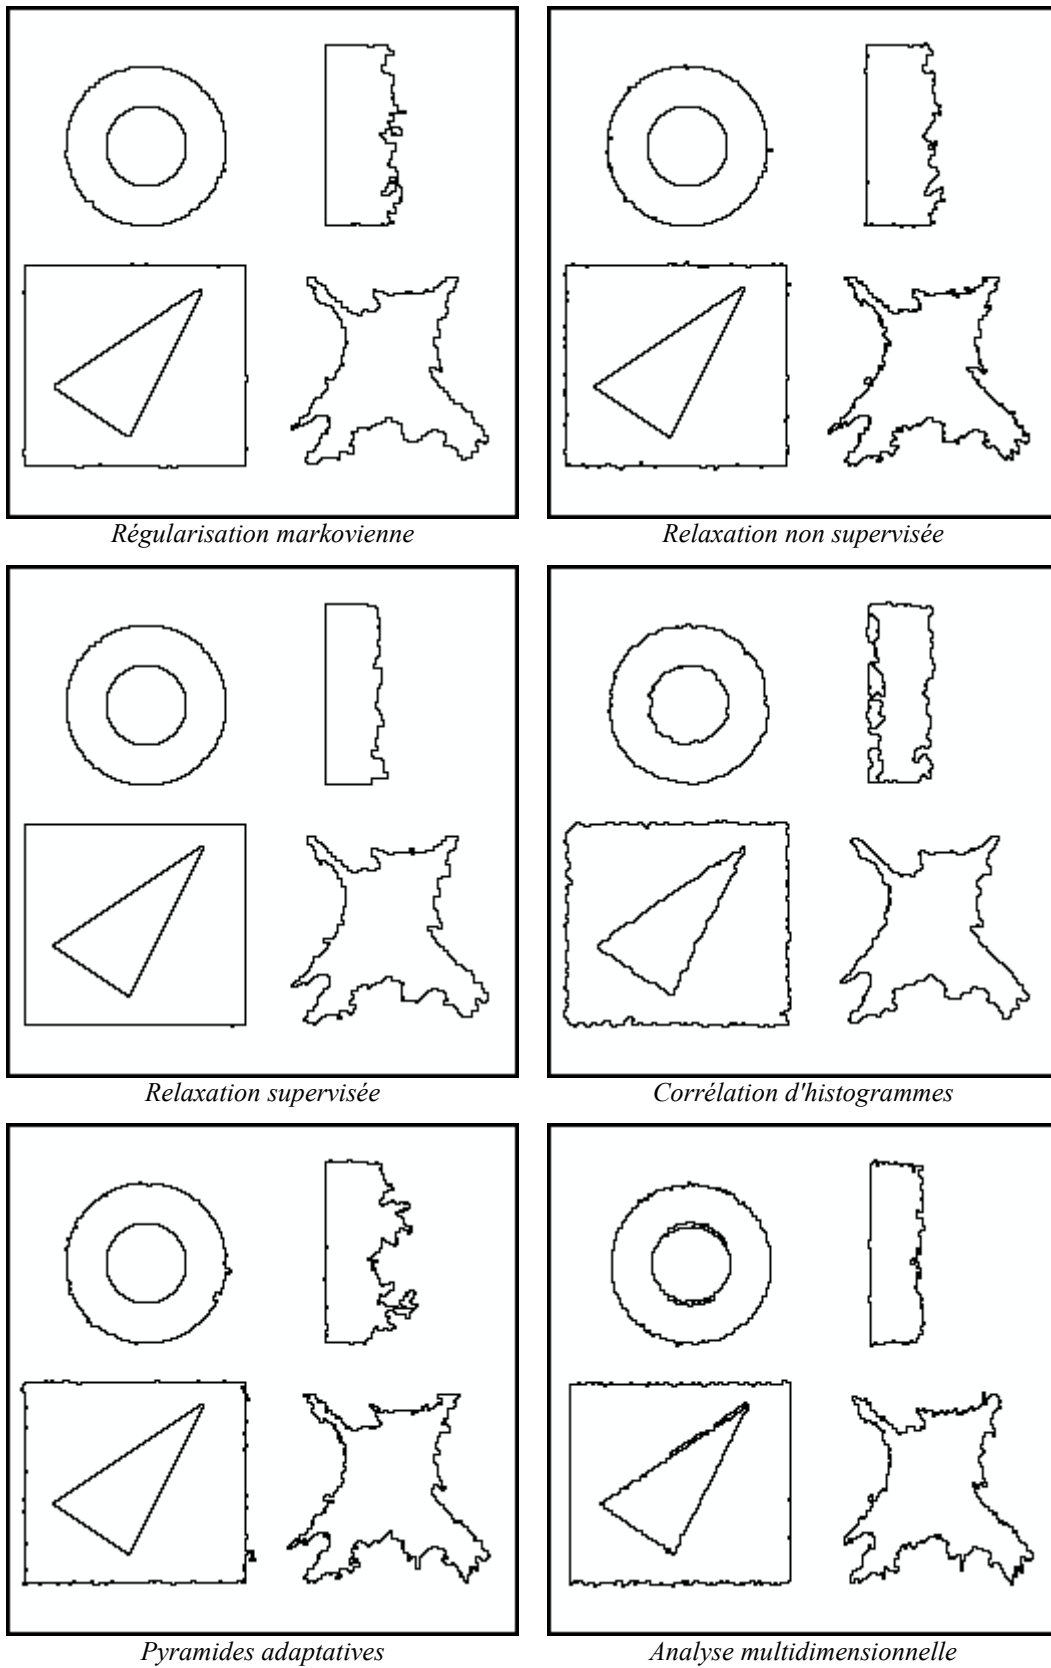 Régularisation markovienne
Relaxation non supervisée
Relaxation supervisée
Corrélation d'histogrammes
Pyramides adaptatives
Analyse multidimensionnelle